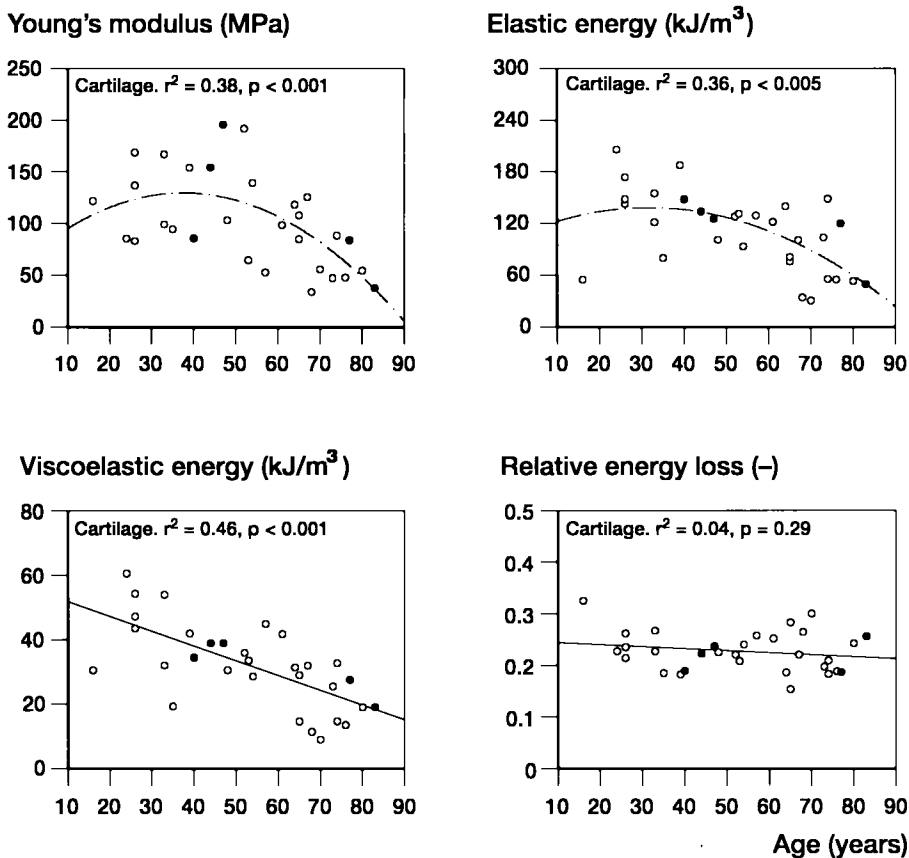 Young's modulus (MPa)
250
200
150
100
50
0
Cartilage. r² = 0.38, p < 0.001
10 20 30 40 50 60 70 80 90
Elastic energy (kJ/m³)
300
240
180
120
60
0
Cartilage. r² = 0.36, p < 0.005
10 20 30 40 50 60 70 80 90
Viscoelastic energy (kJ/m³)
80
60
40
20
0
Cartilage. r² = 0.46, p < 0.001
10 20 30 40 50 60 70 80 90
Relative energy loss (–)
0.5
0.4
0.3
0.2
0.1
0
Cartilage. r² = 0.04, p = 0.29
10 20 30 40 50 60 70 80 90
Age (years)